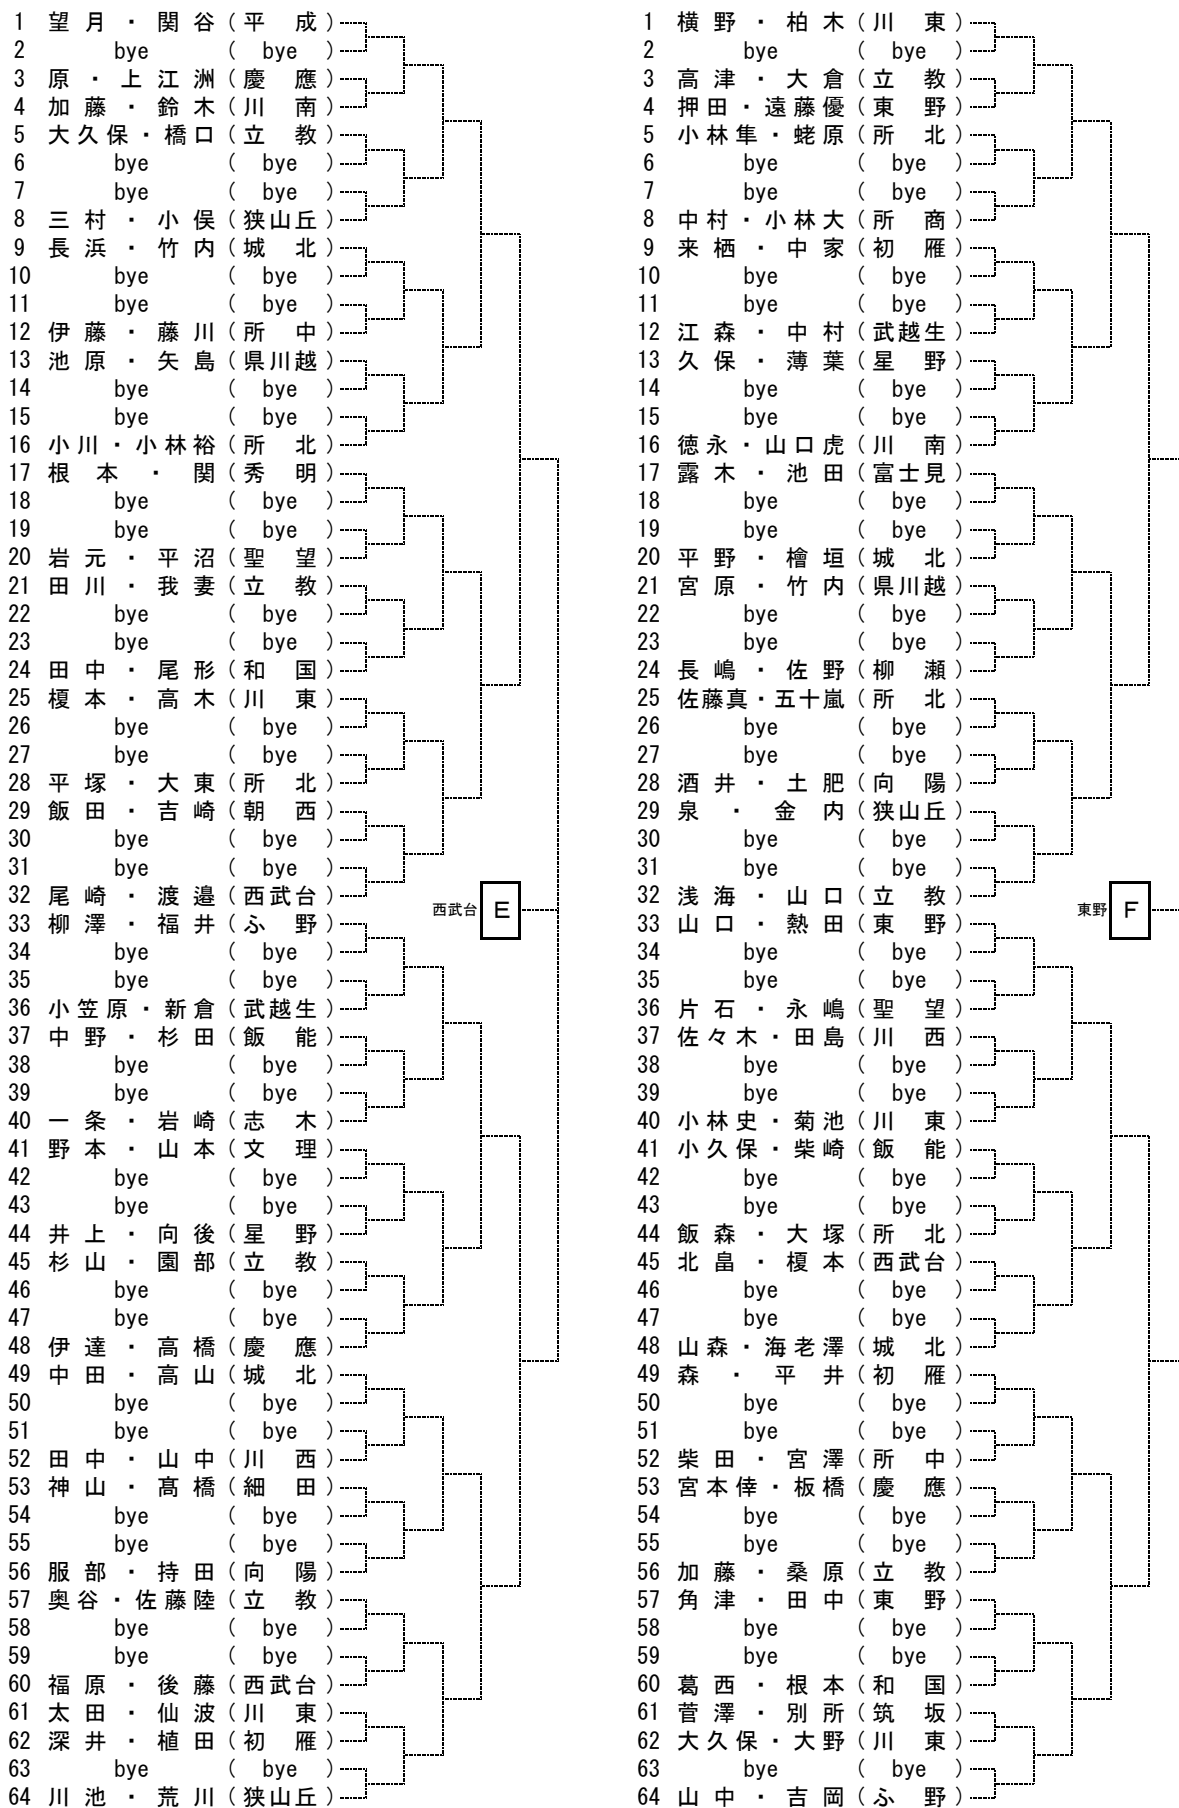 1 望月・関谷(平成)
2 bye ( bye )
3 原・上江洲(慶應)
4 加藤・鈴木(川南)
5 大久保・橋口(立教)
6 bye ( bye )
7 bye ( bye )
8 三村・小俣(狭山丘)
9 長浜・竹内(城北)
10 bye ( bye )
11 bye ( bye )
12 伊藤・藤川(所中)
13 池原・矢島(県川越)
14 bye ( bye )
15 bye ( bye )
16 小川・小林裕(所北)
17 根本・関(秀明)
18 bye ( bye )
19 bye ( bye )
20 岩元・平沼(聖望)
21 田川・我妻(立教)
22 bye ( bye )
23 bye ( bye )
24 田中・尾形(和国)
25 榎本・高木(川東)
26 bye ( bye )
27 bye ( bye )
28 平塚・大東(所北)
29 飯田・吉崎(朝西)
30 bye ( bye )
31 bye ( bye )
32 尾崎・渡邉(西武台)
33 柳澤・福井(ふ野)
34 bye ( bye )
35 bye ( bye )
36 小笠原・新倉(武越生)
37 中野・杉田(飯能)
38 bye ( bye )
39 bye ( bye )
40 一条・岩崎(志木)
41 野本・山本(文理)
42 bye ( bye )
43 bye ( bye )
44 井上・向後(星野)
45 杉山・園部(立教)
46 bye ( bye )
47 bye ( bye )
48 伊達・高橋(慶應)
49 中田・高山(城北)
50 bye ( bye )
51 bye ( bye )
52 田中・山中(川西)
53 神山・髙橋(細田)
54 bye ( bye )
55 bye ( bye )
56 服部・持田(向陽)
57 奥谷・佐藤陸(立教)
58 bye ( bye )
59 bye ( bye )
60 福原・後藤(西武台)
61 太田・仙波(川東)
62 深井・植田(初雁)
63 bye ( bye )
64 川池・荒川(狭山丘)
西武台 E
1 横野・柏木(川東)
2 bye ( bye )
3 高津・大倉(立教)
4 押田・遠藤優(東野)
5 小林隼・蛯原(所北)
6 bye ( bye )
7 bye ( bye )
8 中村・小林大(所商)
9 来栖・中家(初雁)
10 bye ( bye )
11 bye ( bye )
12 江森・中村(武越生)
13 久保・薄葉(星野)
14 bye ( bye )
15 bye ( bye )
16 徳永・山口虎(川南)
17 露木・池田(富士見)
18 bye ( bye )
19 bye ( bye )
20 平野・檜垣(城北)
21 宮原・竹内(県川越)
22 bye ( bye )
23 bye ( bye )
24 長嶋・佐野(柳瀬)
25 佐藤真・五十嵐(所北)
26 bye ( bye )
27 bye ( bye )
28 酒井・土肥(向陽)
29 泉・金内(狭山丘)
30 bye ( bye )
31 bye ( bye )
32 浅海・山口(立教)
33 山口・熱田(東野)
34 bye ( bye )
35 bye ( bye )
36 片石・永嶋(聖望)
37 佐々木・田島(川西)
38 bye ( bye )
39 bye ( bye )
40 小林史・菊池(川東)
41 小久保・柴崎(飯能)
42 bye ( bye )
43 bye ( bye )
44 飯森・大塚(所北)
45 北畠・榎本(西武台)
46 bye ( bye )
47 bye ( bye )
48 山森・海老澤(城北)
49 森・平井(初雁)
50 bye ( bye )
51 bye ( bye )
52 柴田・宮澤(所中)
53 宮本倖・板橋(慶應)
54 bye ( bye )
55 bye ( bye )
56 加藤・桑原(立教)
57 角津・田中(東野)
58 bye ( bye )
59 bye ( bye )
60 葛西・根本(和国)
61 菅澤・別所(筑坂)
62 大久保・大野(川東)
63 bye ( bye )
64 山中・吉岡(ふ野)
東野 F